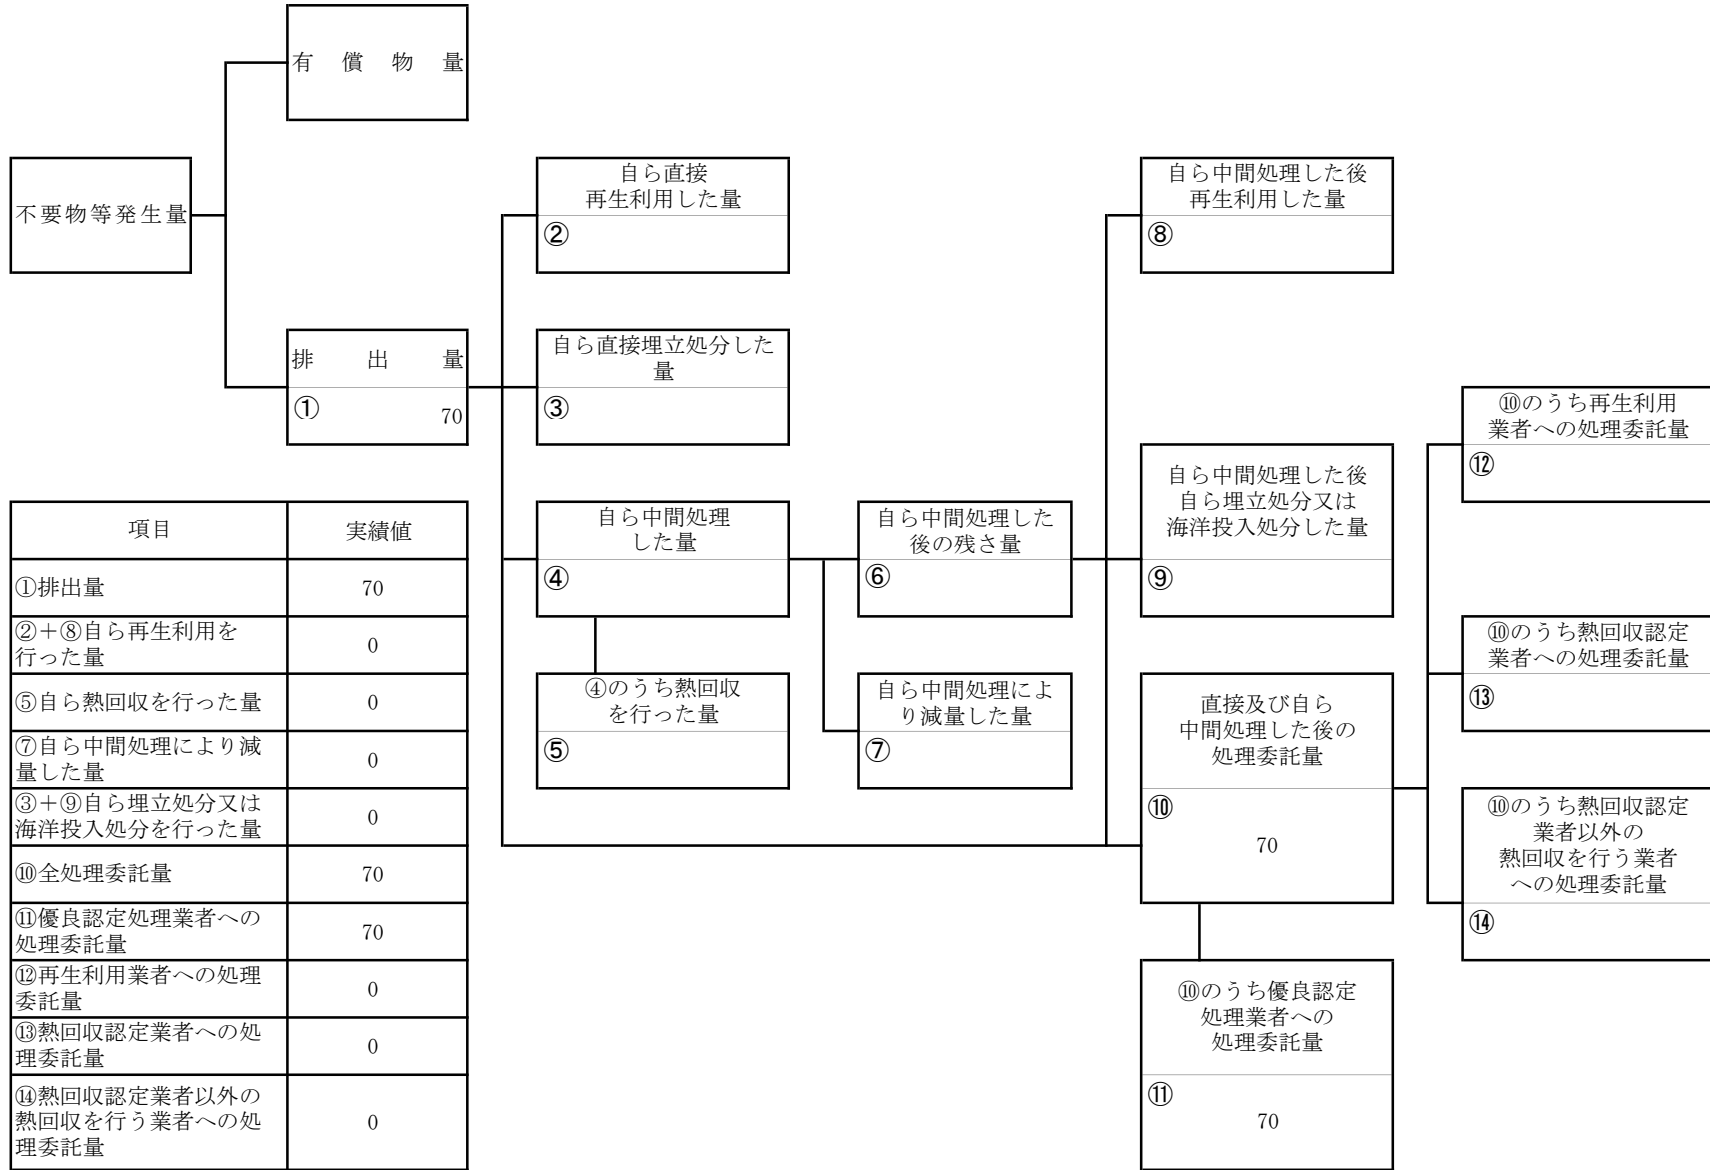 有償物量
不要物等発生量
排出量
①
70
自ら直接
再生利用した量
②
自ら直接埋立処分した
量
③
自ら中間処理
した量
④
④のうち熱回収
を行った量
⑤
自ら中間処理した
後の残さ量
⑥
自ら中間処理によ
り減量した量
⑦
自ら中間処理した後
再生利用した量
⑧
自ら中間処理した後
自ら埋立処分又は
海洋投入処分した量
⑨
直接及び自ら
中間処理した後の
処理委託量
⑩
70
⑩のうち優良認定
処理業者への
処理委託量
⑪
70
⑩のうち再生利用
業者への処理委託量
⑫
⑩のうち熱回収認定
業者への処理委託量
⑬
⑩のうち熱回収認定
業者以外の
熱回収を行う業者
への処理委託量
⑭
項目 実績値
①排出量 70
②+⑧自ら再生利用を
行った量 0
⑤自ら熱回収を行った量 0
⑦自ら中間処理により減
量した量 0
③+⑨自ら埋立処分又は
海洋投入処分を行った量 0
⑩全処理委託量 70
⑪優良認定処理業者への
処理委託量 70
⑫再生利用業者への処理
委託量 0
⑬熱回収認定業者への処
理委託量 0
⑭熱回収認定業者以外の
熱回収を行う業者への処
理委託量 0